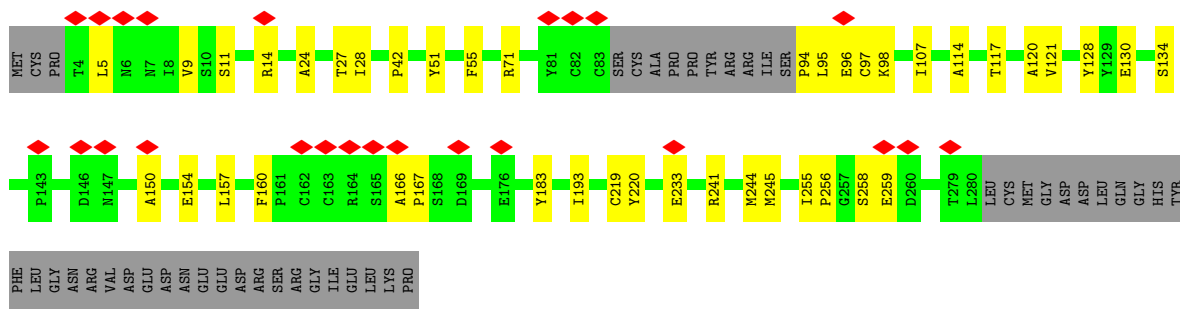 MET CYS PRO T4 L5 N6 N7 I8 V9 S10 S11 R14 A24 T27 I28 P42 Y51 F55 R71 Y81 C82 C83 SER CYS ALA PRO PRO TYR ARG ARG ILE SER P94 L95 E96 C97 K98 I107 A114 T117 A120 V121 Y128 Y129 E130 S134
P143 D146 N147 A150 E154 L157 F160 P161 C162 C163 R164 S165 A166 P167 S168 D169 E176 Y183 I193 C219 Y220 E233 R241 M244 M245 I255 P256 G257 S258 E259 D260 T279 L280 LEU CYS MET GLY ASP ASP LEU GLN GLY HIS TYR
PHE LEU GLY ASN ARG VAL ASP GLU ASP ASN GLU GLU ASP ARG SER ARG GLY ILE GLU LEU LYS PRO